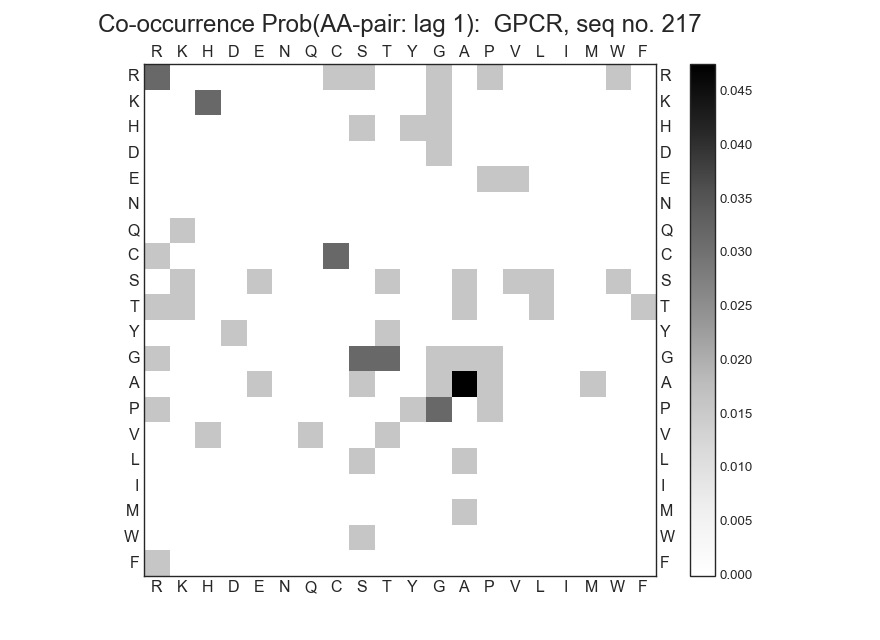 Co-occurrence Prob(AA-pair: lag 1):  GPCR, seq no. 217
R K H D E N Q C S T Y G A P V L I M W F
R R
K K
H H
D D
E E
N N
Q Q
C C
S S
T T
Y Y
G G
A A
P P
V V
L L
I I
M M
W W
F F
R K H D E N Q C S T Y G A P V L I M W F
0.045
0.040
0.035
0.030
0.025
0.020
0.015
0.010
0.005
0.000